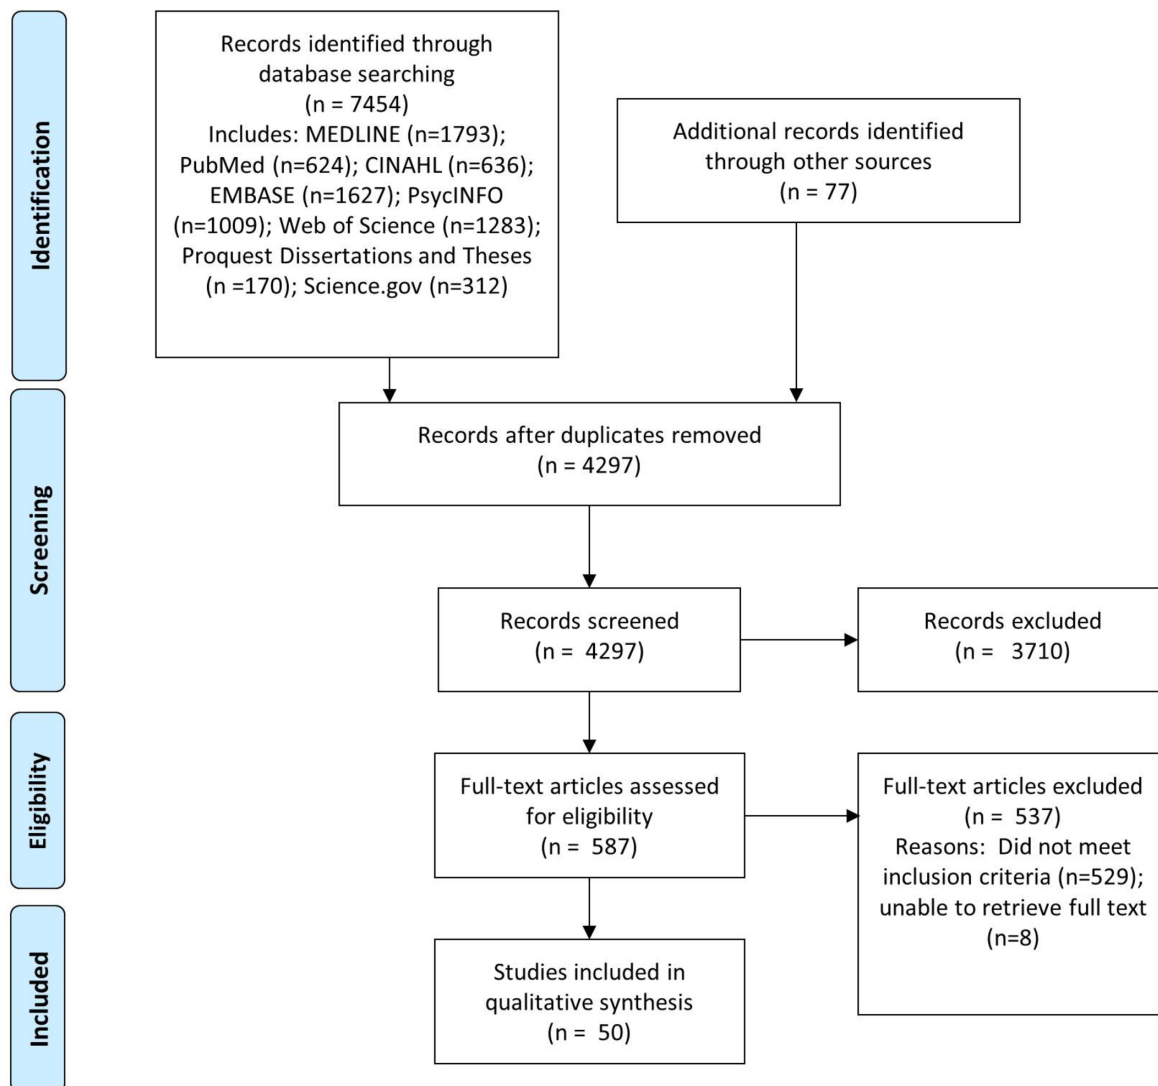 Identification
Records identified through
database searching
(n = 7454)
Includes: MEDLINE (n=1793);
PubMed (n=624); CINAHL (n=636);
EMBASE (n=1627); PsycINFO
(n=1009); Web of Science (n=1283);
Proquest Dissertations and Theses
(n =170); Science.gov (n=312)
Additional records identified
through other sources
(n = 77)
Screening
Records after duplicates removed
(n = 4297)
Records screened
(n = 4297)
Records excluded
(n = 3710)
Eligibility
Full-text articles assessed
for eligibility
(n = 587)
Full-text articles excluded
(n = 537)
Reasons: Did not meet
inclusion criteria (n=529);
unable to retrieve full text
(n=8)
Included
Studies included in
qualitative synthesis
(n = 50)